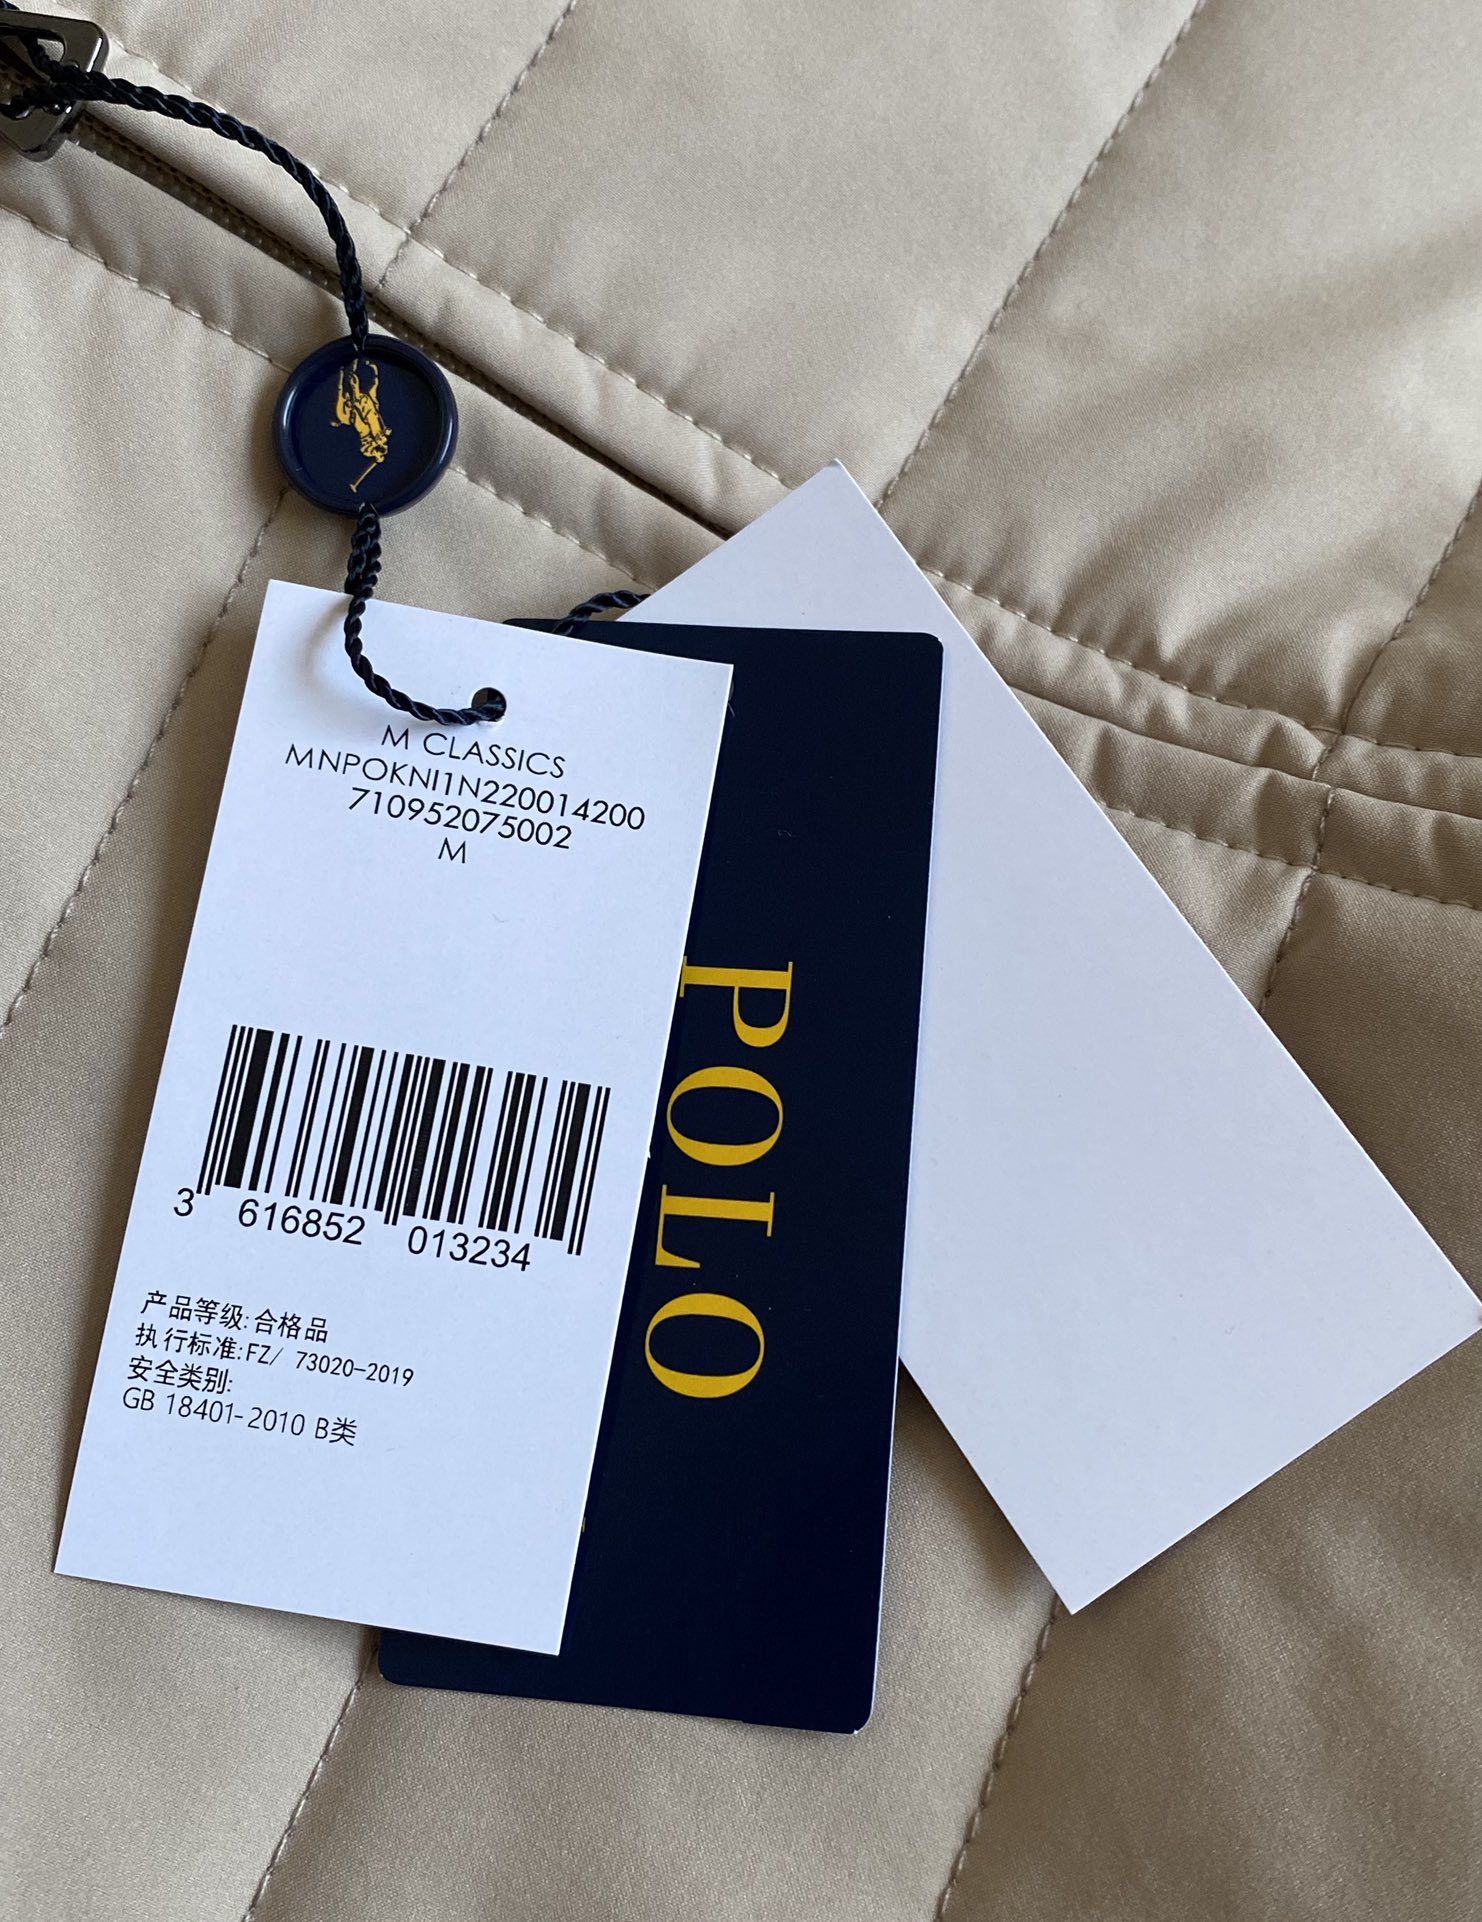 M CLASSICS
MNPOKNI1N220014200
710952075002
M
3 616852 013234
产品等级:合格品
执行标准:FZ/ 73020-2019
安全类别:
GB 18401-2010 B类
POLO